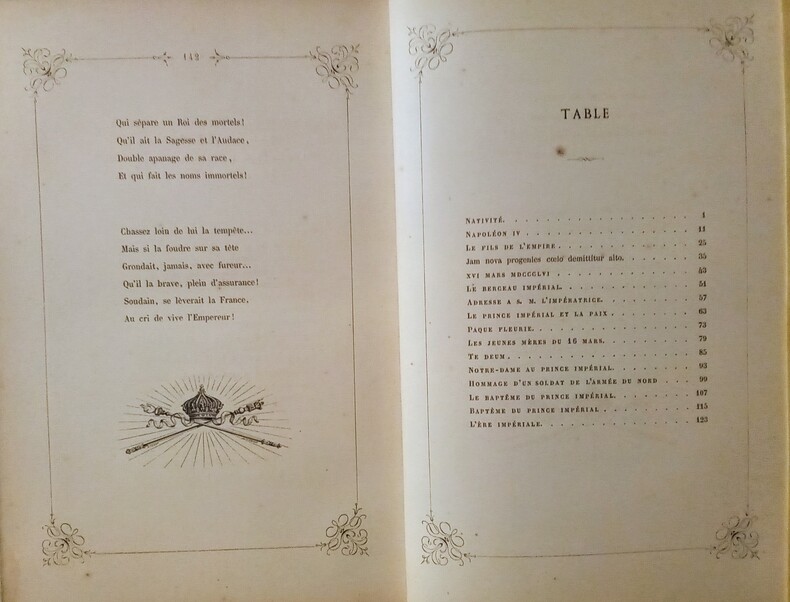 142
Qui sépare un Roi des mortels!
Qu'il ait la Sagesse et l'Audace,
Double apanage de sa race,
Et qui fait les noms immortels!
Chassez loin de lui la tempête...
Mais si la foudre sur sa tête
Grondait, jamais, avec fureur...
Qu'il la brave, plein d'assurance!
Soudain, se lèverait la France,
Au cri de vive l'Empereur!
TABLE
NATIVITÉ. . . . . . . . . . . . . . . . 1
NAPOLÉON IV . . . . . . . . . . . . . . 11
LE FILS DE L'EMPIRE . . . . . . . . . . . 25
Jam nova progenies cœlo demittitur alto. . . . . . 35
XVI MARS MDCCCLVI . . . . . . . . . . . 43
LE BERCEAU IMPÉRIAL. . . . . . . . . . . 51
ADRESSE A S. M. L'IMPÉRATRICE. . . . . . . . 57
LE PRINCE IMPÉRIAL ET LA PAIX . . . . . . . 63
PAQUE FLEURIE. . . . . . . . . . . . . . 73
LES JEUNES MÈRES DU 16 MARS. . . . . . . . 79
TE DEUM. . . . . . . . . . . . . . . . 85
NOTRE-DAME AU PRINCE IMPÉRIAL. . . . . . . 93
HOMMAGE D'UN SOLDAT DE L'ARMÉE DU NORD . . . 99
LE BAPTÊME DU PRINCE IMPÉRIAL. . . . . . . 107
BAPTÊME DU PRINCE IMPÉRIAL . . . . . . . . 115
L'ÈRE IMPÉRIALE. . . . . . . . . . . . . 123